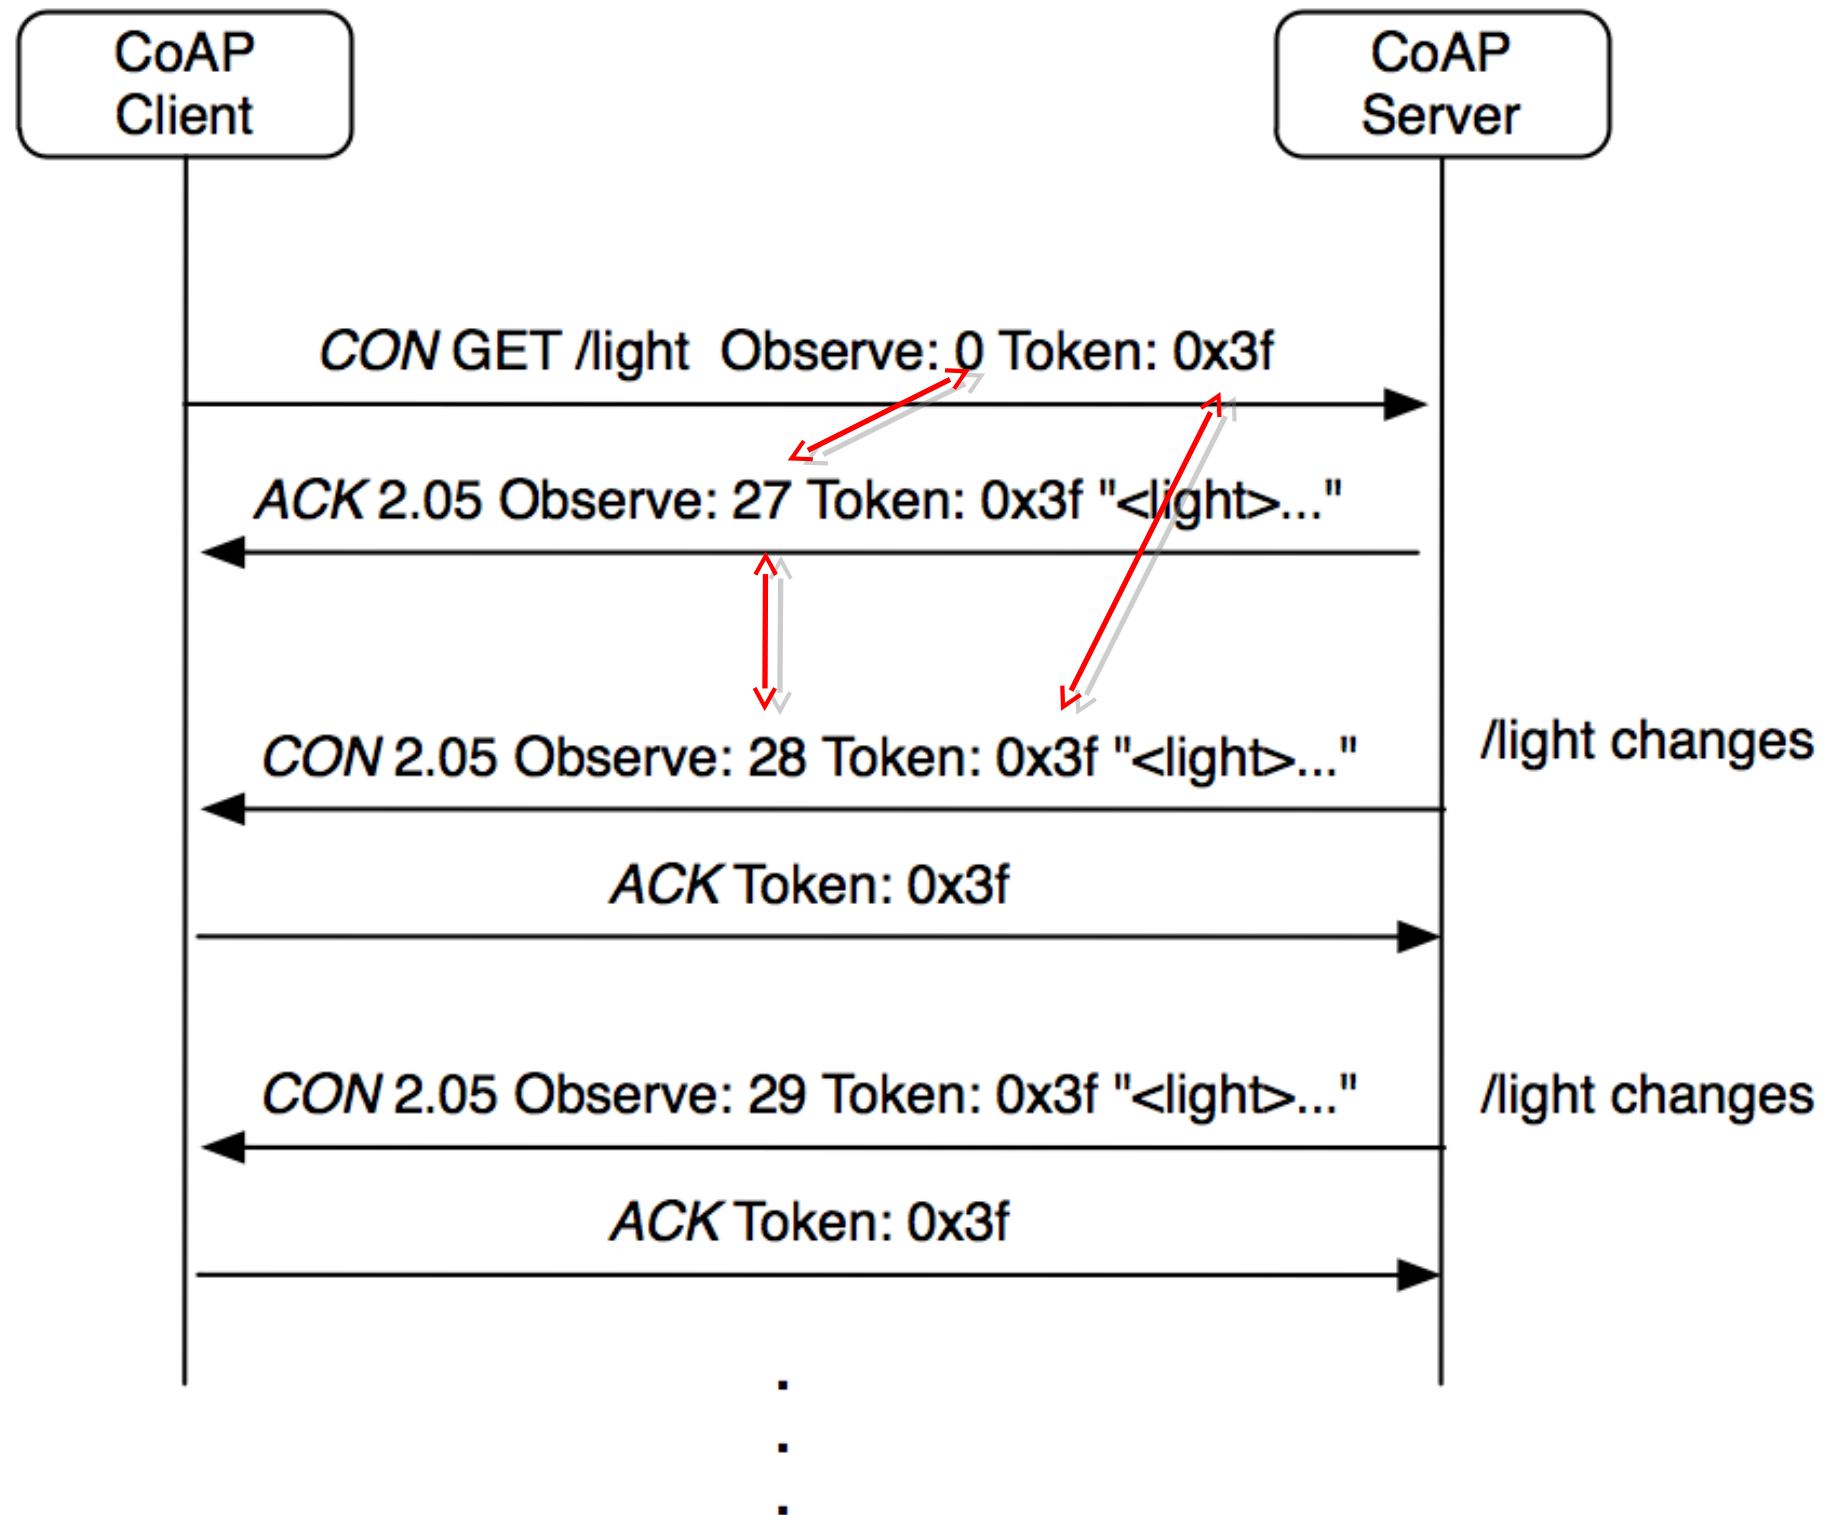 CoAP
Client
CoAP
Server
CON GET /light Observe: 0 Token: 0x3f
ACK 2.05 Observe: 27 Token: 0x3f "<light>..."
CON 2.05 Observe: 28 Token: 0x3f "<light>..."
/light changes
ACK Token: 0x3f
CON 2.05 Observe: 29 Token: 0x3f "<light>..."
/light changes
ACK Token: 0x3f
.
.
.